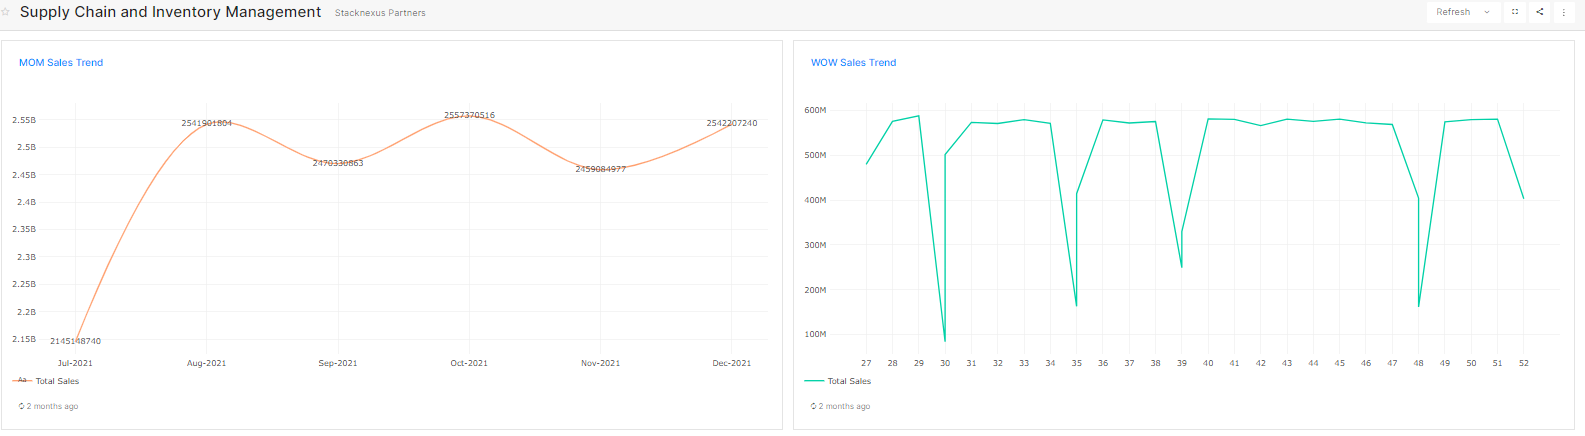 Supply Chain and Inventory Management Stacknexus Partners Refresh
MOM Sales Trend
2.55B
2.5B
2.45B
2.4B
2.35B
2.3B
2.25B
2.2B
2.15B
2145148740
2541901804
2470330863
2557370516
2459084977
2542207240
Jul-2021 Aug-2021 Sep-2021 Oct-2021 Nov-2021 Dec-2021
Aa Total Sales
2 months ago
WOW Sales Trend
600M
500M
400M
300M
200M
100M
27 28 29 30 31 32 33 34 35 36 37 38 39 40 41 42 43 44 45 46 47 48 49 50 51 52
Total Sales
2 months ago